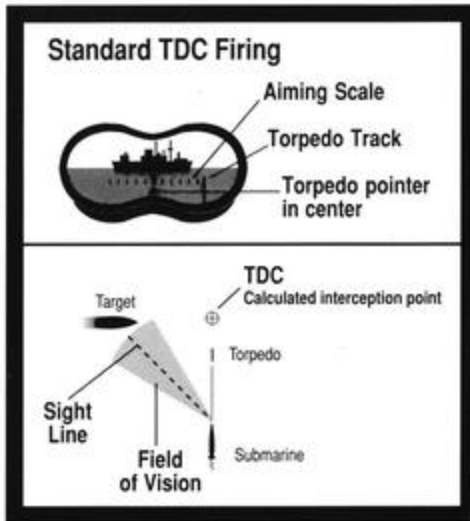 Standard TDC Firing
Aiming Scale
Torpedo Track
Torpedo pointer
in center
TDC
Calculated interception point
Target
Torpedo
Sight
Line
Field
of Vision
Submarine